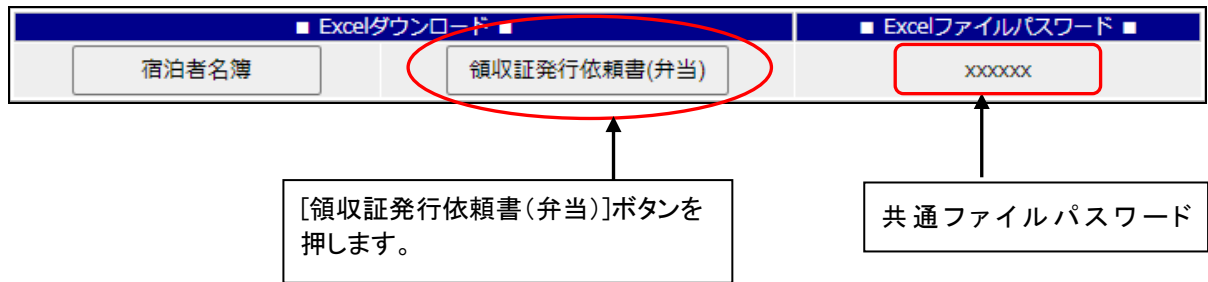 ■ Excelダウンロード ■ ■ Excelファイルパスワード ■
宿泊者名簿 領収証発行依頼書(弁当) xxxxxx
[領収証発行依頼書(弁当)]ボタンを
押します。
共通ファイルパスワード